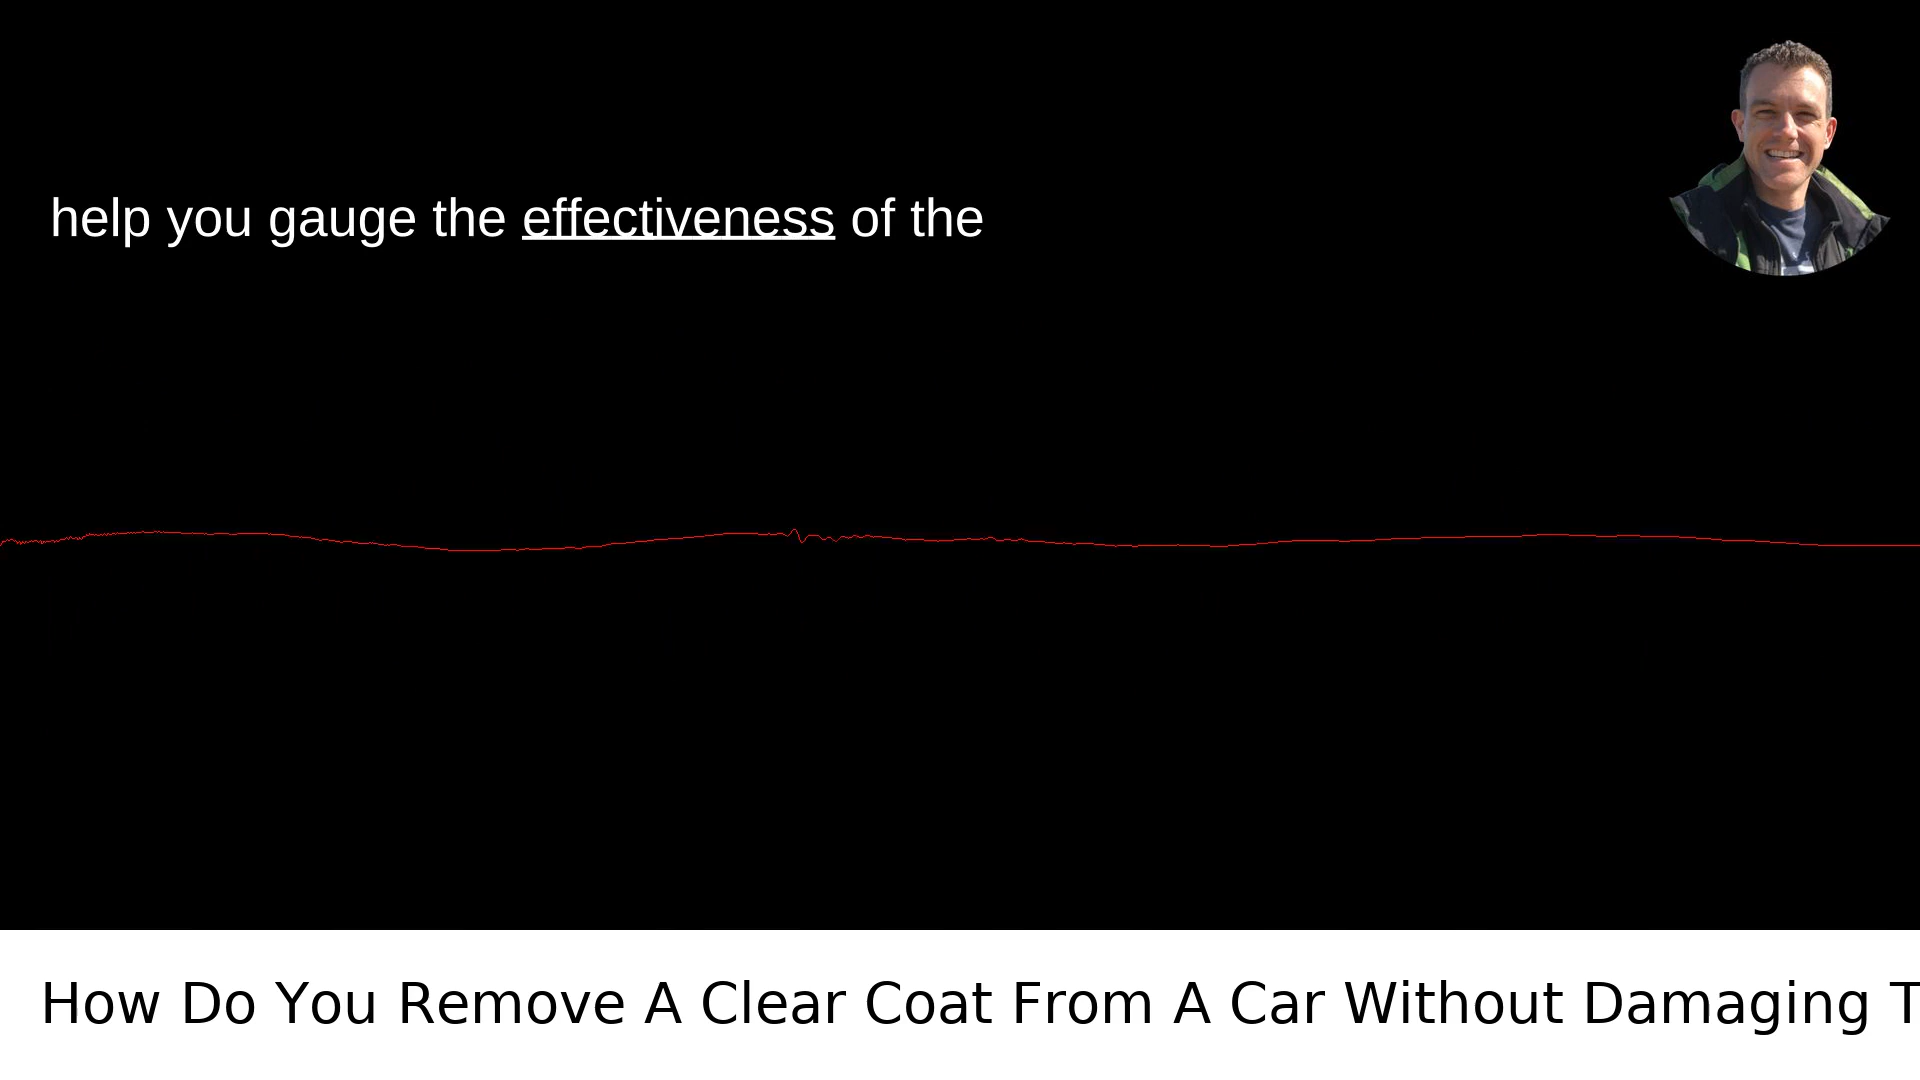 help you gauge the effectiveness of the
How Do You Remove A Clear Coat From A Car Without Damaging T